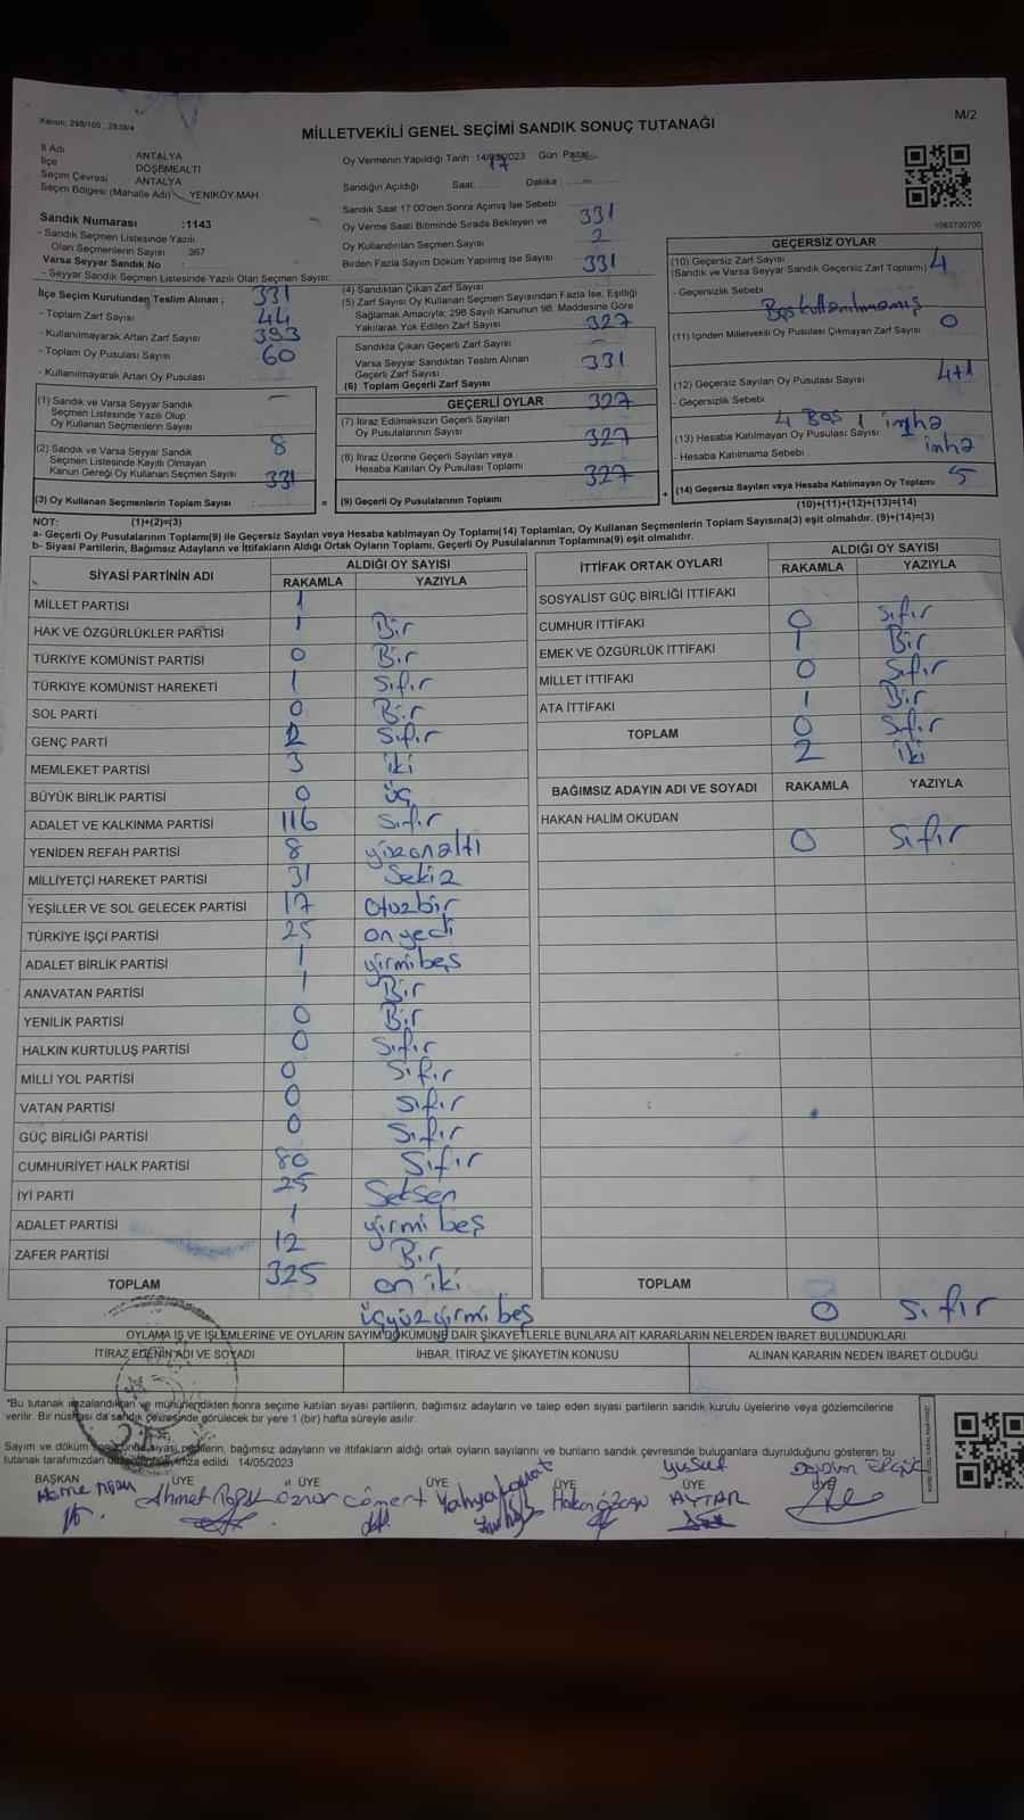 M/2
MİLLETVEKİLİ GENEL SEÇİMİ SANDIK SONUÇ TUTANAĞI
İl Adı ANTALYA
İlçe DÖŞEMEALTI
Seçim Çevresi ANTALYA
Seçim Bölgesi (Mahalle Adı) YENİKÖY MAH.
Oy Vermenin Yapıldığı Tarih 14/05/2023 Gün Pazar
Sandığın Açıldığı Saat 17 Dakika
Sandık Saat 17:00'den Sonra Açılmış İse Sebebi
Oy Verme Saati Bitiminde Sırada Bekleyen ve
Oy Kullandırılan Seçmen Sayısı 331
Birden Fazla Sayım Döküm Yapılmış İse Sayısı 2
Sandık Numarası :1143
- Sandık Seçmen Listesinde Yazılı
Olan Seçmenlerin Sayısı 367
Varsa Seyyar Sandık No
- Seyyar Sandık Seçmen Listesinde Yazılı Olan Seçmen Sayısı:
İlçe Seçim Kurulundan Teslim Alınan ;
- Toplam Zarf Sayısı 331
- Kullanılmayarak Artan Zarf Sayısı 44
- Toplam Oy Pusulası Sayısı 393
- Kullanılmayarak Artan Oy Pusulası 60
(1) Sandık ve Varsa Seyyar Sandık
Seçmen Listesinde Yazılı Olup
Oy Kullanan Seçmenlerin Sayısı
(2) Sandık ve Varsa Seyyar Sandık
Seçmen Listesinde Kayıtlı Olmayan
Kanun Gereği Oy Kullanan Seçmen Sayısı 8
(3) Oy Kullanan Seçmenlerin Toplam Sayısı 331
(4) Sandıktan Çıkan Zarf Sayısı 331
(5) Zarf Sayısı Oy Kullanan Seçmen Sayısından Fazla İse, Eşitliği
Sağlamak Amacıyla; 298 Sayılı Kanunun 98. Maddesine Göre
Yakılarak Yok Edilen Zarf Sayısı
Sandıkta Çıkan Geçerli Zarf Sayısı 327
Varsa Seyyar Sandıktan Teslim Alınan
Geçerli Zarf Sayısı
(6) Toplam Geçerli Zarf Sayısı 331
GEÇERLİ OYLAR
(7) İtiraz Edilmeksizin Geçerli Sayılan
Oy Pusulalarının Sayısı 327
(8) İtiraz Üzerine Geçerli Sayılan veya
Hesaba Katılan Oy Pusulası Toplamı 327
(9) Geçerli Oy Pusulalarının Toplamı 327
1063700700
GEÇERSİZ OYLAR
(10) Geçersiz Zarf Sayısı
(Sandık ve Varsa Seyyar Sandık Geçersiz Zarf Toplamı) 4
- Geçersizlik Sebebi
Boş kullanılmamış
(11) İçinden Milletvekili Oy Pusulası Çıkmayan Zarf Sayısı 0
(12) Geçersiz Sayılan Oy Pusulası Sayısı 4+1
- Geçersizlik Sebebi
4 Boş 1 imha
(13) Hesaba Katılmayan Oy Pusulası Sayısı
- Hesaba Katılmama Sebebi imha
(14) Geçersiz Sayılan veya Hesaba Katılmayan Oy Toplamı 5
(10)+(11)+(12)+(13)=(14)
NOT: (1)+(2)=(3)
a- Geçerli Oy Pusulalarının Toplamı(9) ile Geçersiz Sayılan veya Hesaba katılmayan Oy Toplamı(14) Toplamları, Oy Kullanan Seçmenlerin Toplam Sayısına(3) eşit olmalıdır. (9)+(14)=(3)
b- Siyasi Partilerin, Bağımsız Adayların ve İttifakların Aldığı Ortak Oyların Toplamı, Geçerli Oy Pusulalarının Toplamına(9) eşit olmalıdır.
SİYASİ PARTİNİN ADI ALDIĞI OY SAYISI
RAKAMLA YAZIYLA
MİLLET PARTİSI 1
HAK VE ÖZGÜRLÜKLER PARTİSİ 1 Bir
TÜRKİYE KOMÜNİST PARTİSİ 0 Bir
TÜRKİYE KOMÜNİST HAREKETİ 1 Sıfır
SOL PARTİ 0 Bir
GENÇ PARTİ 2 Sıfır
MEMLEKET PARTİSİ 3 iki
BÜYÜK BİRLİK PARTİSİ 0 üç
ADALET VE KALKINMA PARTİSİ 116 Sıfır
YENİDEN REFAH PARTİSİ 8 yüzonaltı
MİLLİYETÇİ HAREKET PARTİSİ 31 Sekiz
YEŞİLLER VE SOL GELECEK PARTİSİ 17 otuzbir
TÜRKİYE İŞÇİ PARTİSİ 25 onyedi
ADALET BİRLİK PARTİSİ 1 yirmibeş
ANAVATAN PARTİSİ 1 Bir
YENİLİK PARTİSİ 0 Bir
HALKIN KURTULUŞ PARTİSİ 0 Sıfır
MİLLİ YOL PARTİSİ 0 Sıfır
VATAN PARTİSİ 0 Sıfır
GÜÇ BİRLİĞİ PARTİSİ 0 Sıfır
CUMHURİYET HALK PARTİSİ 80 Sıfır
İYİ PARTİ 25 Seksen
ADALET PARTİSİ 1 yirmi beş
ZAFER PARTİSİ 12 Bir
TOPLAM 325 on iki
üçyüz yirmi beş
İTTİFAK ORTAK OYLARI ALDIĞI OY SAYISI
RAKAMLA YAZIYLA
SOSYALİST GÜÇ BİRLİĞİ İTTİFAKI
CUMHUR İTTİFAKI 0 Sıfır
EMEK VE ÖZGÜRLÜK İTTİFAKI 1 Bir
MİLLET İTTİFAKI 0 Sıfır
ATA İTTİFAKI 1 Bir
TOPLAM 0 Sıfır
2 iki
BAĞIMSIZ ADAYIN ADI VE SOYADI RAKAMLA YAZIYLA
HAKAN HALİM OKUDAN
0 Sıfır
TOPLAM
0 Sıfır
OYLAMA İŞ VE İŞLEMLERİNE VE OYLARIN SAYIM DÖKÜMÜNE DAİR ŞİKAYETLERLE BUNLARA AİT KARARLARIN NELERDEN İBARET BULUNDUKLARI
İTİRAZ EDENİN ADI VE SOYADI İHBAR, İTİRAZ VE ŞİKAYETİN KONUSU ALINAN KARARIN NEDEN İBARET OLDUĞU
"Bu tutanak imzalandıktan ve mühürlendikten sonra seçime katılan siyasi partilerin, bağımsız adayların ve talep eden siyasi partilerin sandık kurulu üyelerine veya gözlemcilerine
verilir. Bir nüshası da sandık çevresinde görülecek bir yere 1 (bir) hafta süreyle asılır.
Sayım ve döküm siyasi partilerin, bağımsız adayların ve ittifakların aldığı ortak oyların sayılarını ve bunların sandık çevresinde bulunanlara duyrulduğunu gösteren bu
tutanak tarafımızdan imza edildi 14/05/2023
BAŞKAN ÜYE ÜYE ÜYE ÜYE ÜYE ÜYE
Ahmet Öznur Cömert Yahya Hakan Özcan Yusuf AYTAR